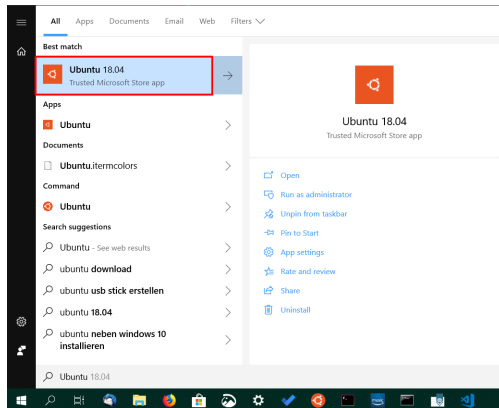 All Apps Documents Email Web Filters
Best match
Ubuntu 18.04
Trusted Microsoft Store app
Apps
Ubuntu
Documents
Ubuntu.itermcolors
Command
Ubuntu
Search suggestions
Ubuntu - See web results
ubuntu download
ubuntu usb stick erstellen
ubuntu 18.04
ubuntu neben windows 10
installieren
Ubuntu 18.04
Trusted Microsoft Store app
Open
Run as administrator
Unpin from taskbar
Pin to Start
App settings
Rate and review
Share
Uninstall
Ubuntu 18.04